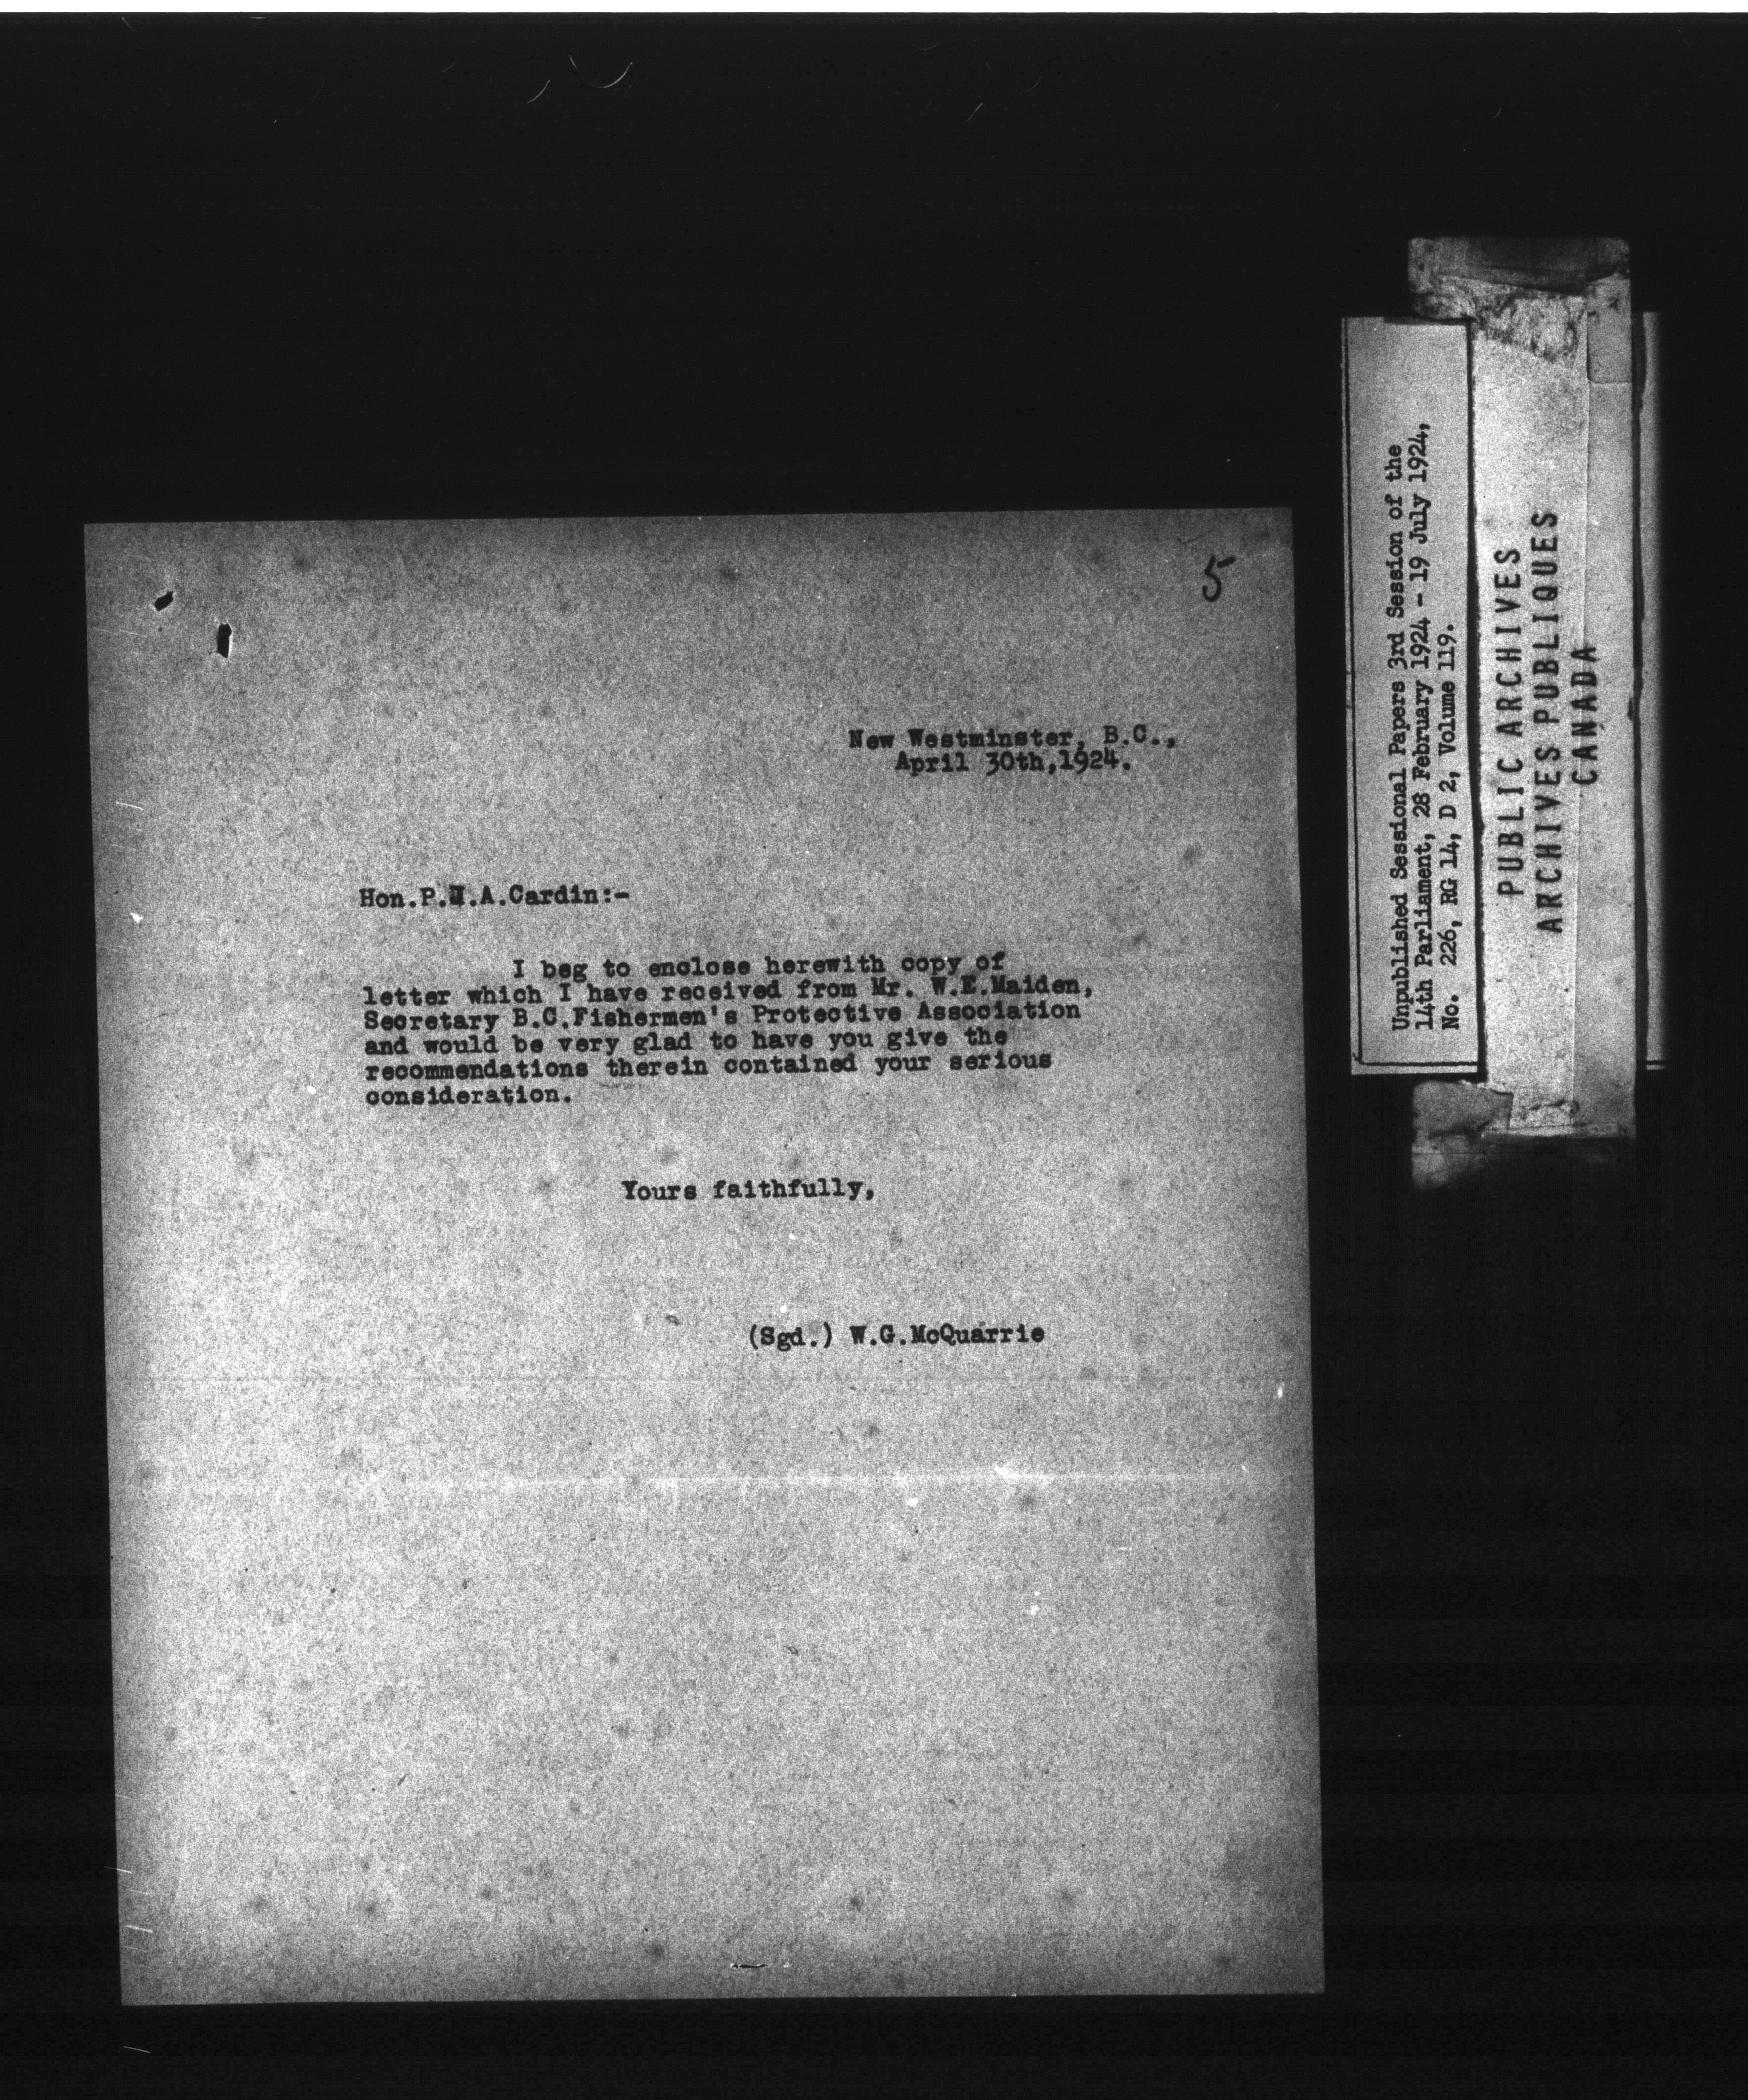 5
New Westminster, B.C.,
April 30th,1924.
Hon.P.J.A.Cardin:-
I beg to enclose herewith copy of
letter which I have received from Mr. W.E.Maiden,
Secretary B.C.Fishermen's Protective Association
and would be very glad to have you give the
recommendations therein contained your serious
consideration.
Yours faithfully,
(Sgd.) W.G.McQuarrie
Unpublished Sessional Papers 3rd Session of the
14th Parliament, 28 February 1924 - 19 July 1924,
No. 226, RG 14, D 2, Volume 119.
PUBLIC ARCHIVES
ARCHIVES PUBLIQUES
CANADA